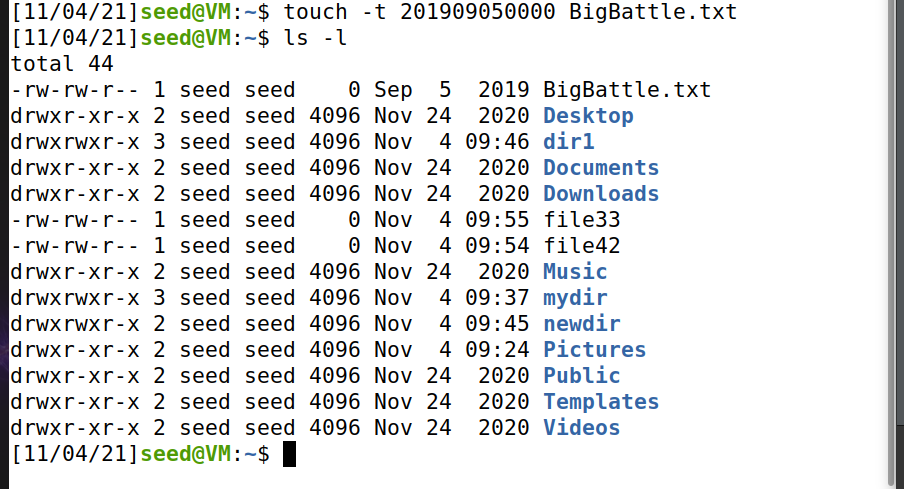 [11/04/21]seed@VM:~$ touch -t 201909050000 BigBattle.txt
[11/04/21]seed@VM:~$ ls -l
total 44
-rw-rw-r-- 1 seed seed    0 Sep  5  2019 BigBattle.txt
drwxr-xr-x 2 seed seed 4096 Nov 24  2020 Desktop
drwxrwxr-x 3 seed seed 4096 Nov  4 09:46 dir1
drwxr-xr-x 2 seed seed 4096 Nov 24  2020 Documents
drwxr-xr-x 2 seed seed 4096 Nov 24  2020 Downloads
-rw-rw-r-- 1 seed seed    0 Nov  4 09:55 file33
-rw-rw-r-- 1 seed seed    0 Nov  4 09:54 file42
drwxr-xr-x 2 seed seed 4096 Nov 24  2020 Music
drwxrwxr-x 3 seed seed 4096 Nov  4 09:37 mydir
drwxrwxr-x 2 seed seed 4096 Nov  4 09:45 newdir
drwxr-xr-x 2 seed seed 4096 Nov  4 09:24 Pictures
drwxr-xr-x 2 seed seed 4096 Nov 24  2020 Public
drwxr-xr-x 2 seed seed 4096 Nov 24  2020 Templates
drwxr-xr-x 2 seed seed 4096 Nov 24  2020 Videos
[11/04/21]seed@VM:~$